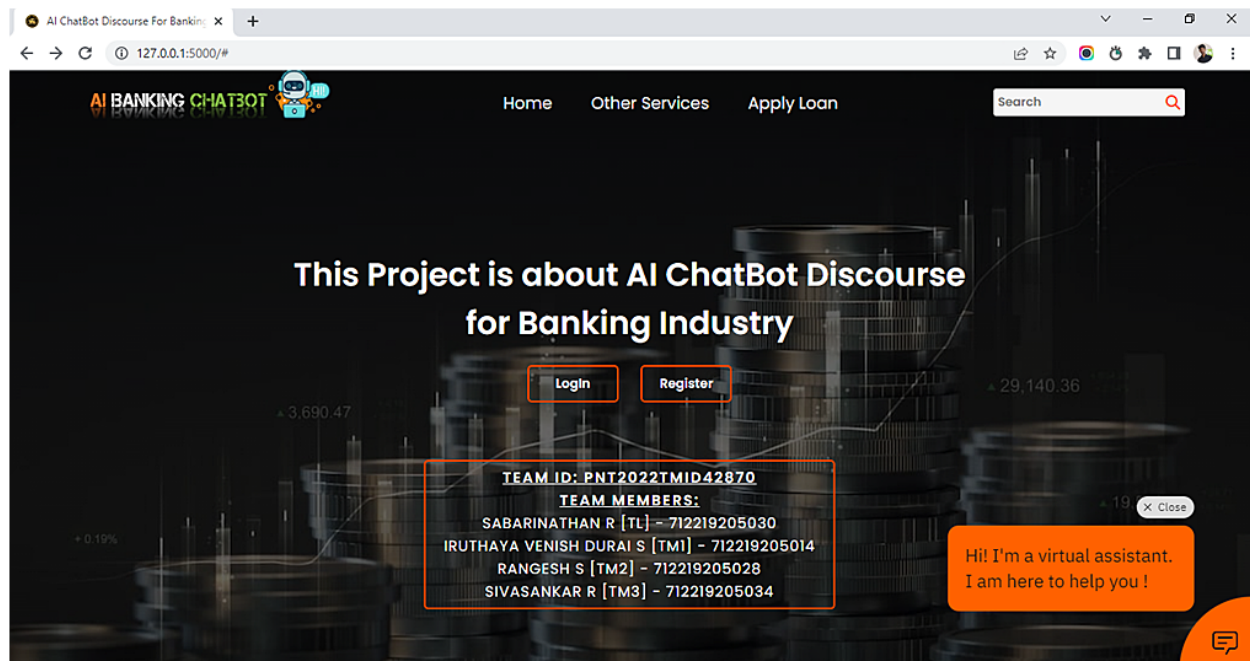 AI ChatBot Discourse For Banking
127.0.0.1:5000/#
AI BANKING CHATBOT
Hi!
Home
Other Services
Apply Loan
Search
This Project is about AI ChatBot Discourse
for Banking Industry
LogIn
Register
29,140.36
3,690.47
TEAM ID: PNT2022TMID42870
TEAM MEMBERS:
SABARINATHAN R [TL] - 712219205030
IRUTHAYA VENISH DURAI S [TM1] - 712219205014
RANGESH S [TM2] - 712219205028
SIVASANKAR R [TM3] - 712219205034
+ 0.19%
× Close
Hi! I'm a virtual assistant.
I am here to help you !